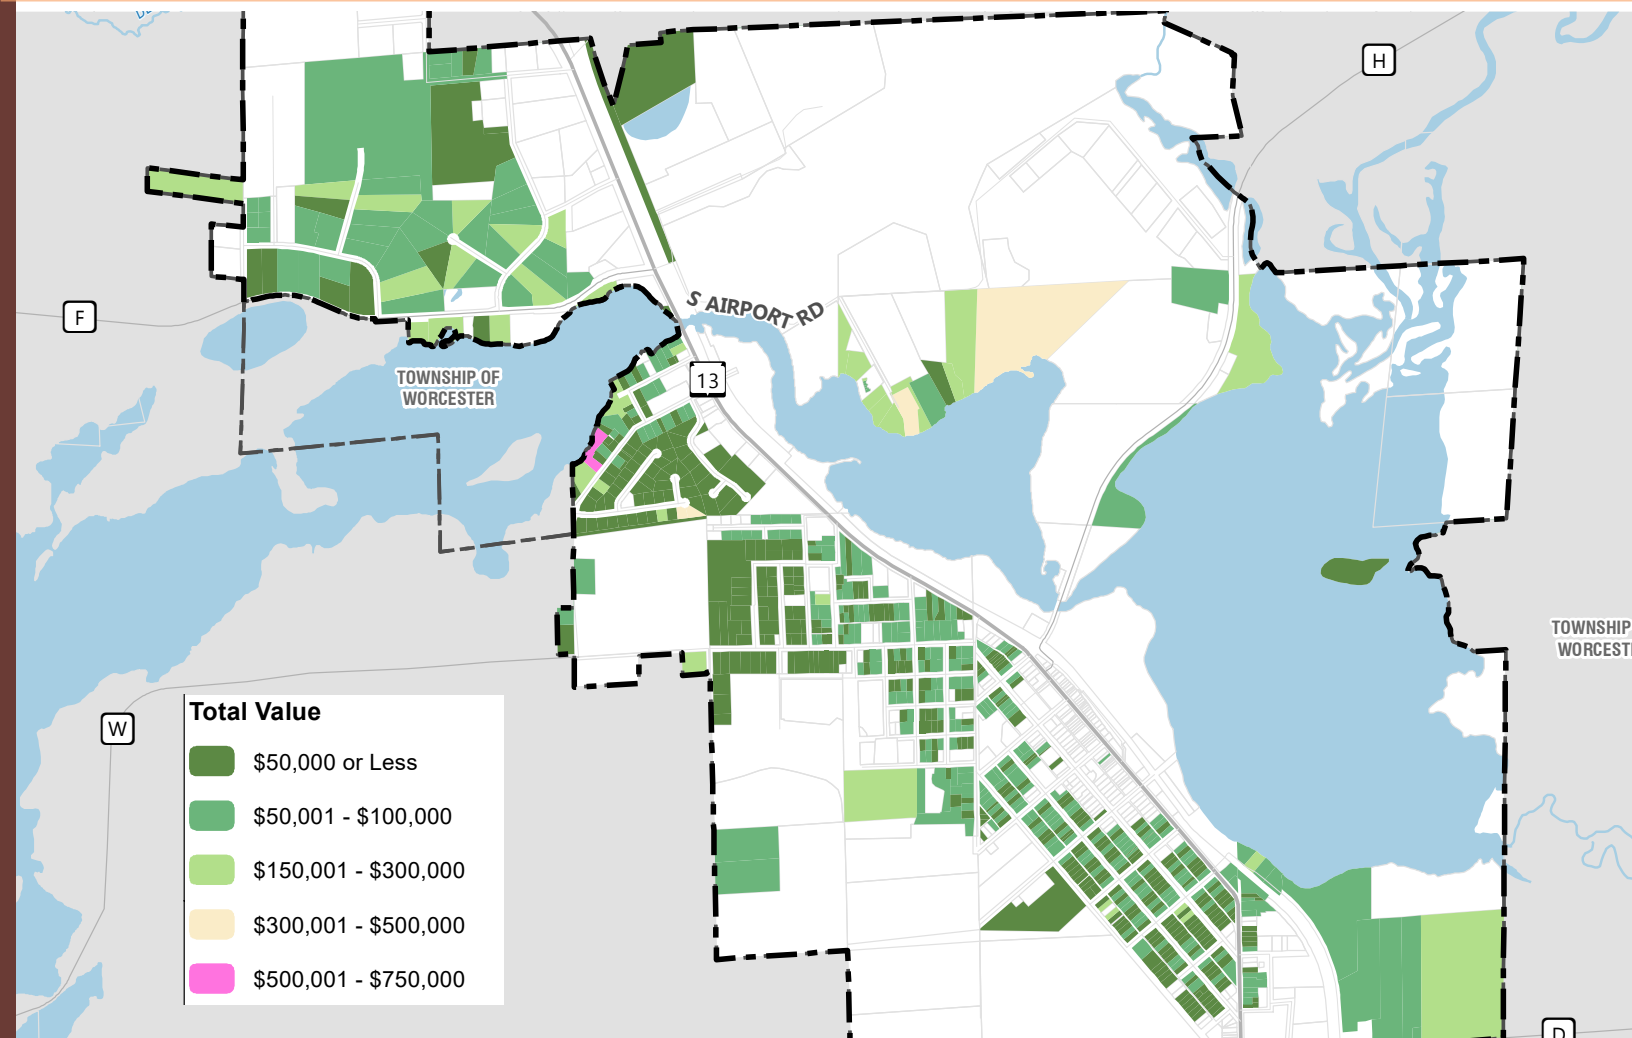 H
S AIRPORT RD
F
TOWNSHIP OF
WORCESTER
13
TOWNSHIP
WORCEST
W
Total Value
$50,000 or Less
$50,001 - $100,000
$150,001 - $300,000
$300,001 - $500,000
$500,001 - $750,000
D